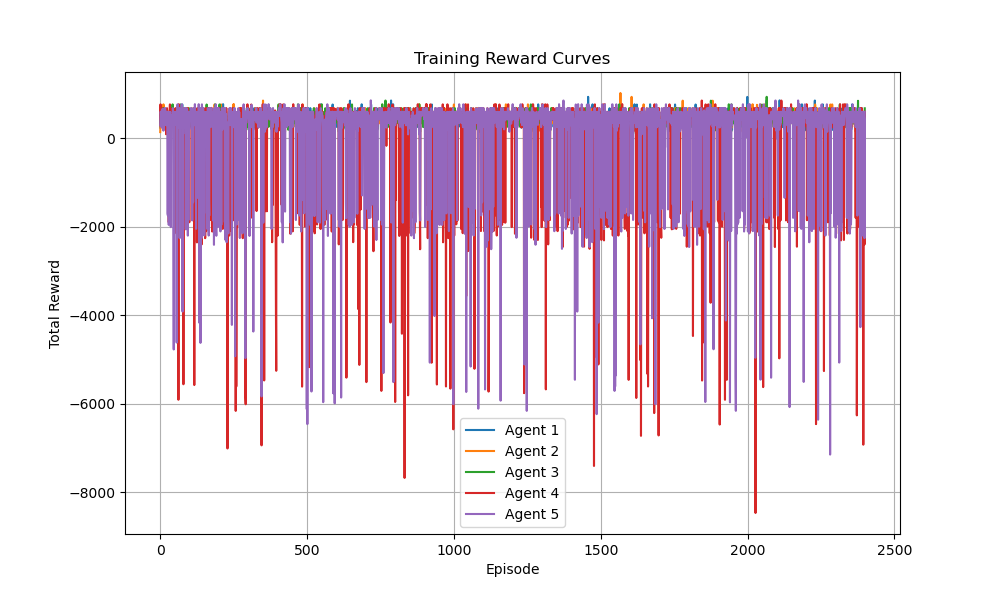 Training Reward Curves
Total Reward
0
−2000
−4000
−6000
−8000
Agent 1
Agent 2
Agent 3
Agent 4
Agent 5
0 500 1000 1500 2000 2500
Episode